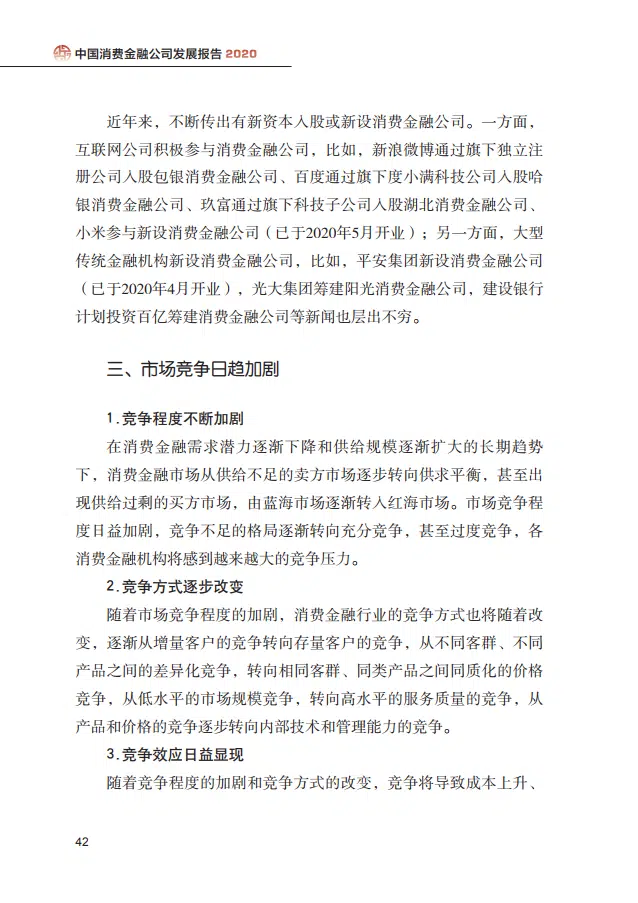 中国消费金融公司发展报告 2020
近年来，不断传出有新资本入股或新设消费金融公司。一方面，
互联网公司积极参与消费金融公司，比如，新浪微博通过旗下独立注
册公司入股包银消费金融公司、百度通过旗下度小满科技公司入股哈
银消费金融公司、玖富通过旗下科技子公司入股湖北消费金融公司、
小米参与新设消费金融公司（已于2020年5月开业）；另一方面，大型
传统金融机构新设消费金融公司，比如，平安集团新设消费金融公司
（已于2020年4月开业），光大集团筹建阳光消费金融公司，建设银行
计划投资百亿筹建消费金融公司等新闻也层出不穷。
三、市场竞争日趋加剧
1.竞争程度不断加剧
在消费金融需求潜力逐渐下降和供给规模逐渐扩大的长期趋势
下，消费金融市场从供给不足的卖方市场逐步转向供求平衡，甚至出
现供给过剩的买方市场，由蓝海市场逐渐转入红海市场。市场竞争程
度日益加剧，竞争不足的格局逐渐转向充分竞争，甚至过度竞争，各
消费金融机构将感到越来越大的竞争压力。
2.竞争方式逐步改变
随着市场竞争程度的加剧，消费金融行业的竞争方式也将随着改
变，逐渐从增量客户的竞争转向存量客户的竞争，从不同客群、不同
产品之间的差异化竞争，转向相同客群、同类产品之间同质化的价格
竞争，从低水平的市场规模竞争，转向高水平的服务质量的竞争，从
产品和价格的竞争逐步转向内部技术和管理能力的竞争。
3.竞争效应日益显现
随着竞争程度的加剧和竞争方式的改变，竞争将导致成本上升、
42